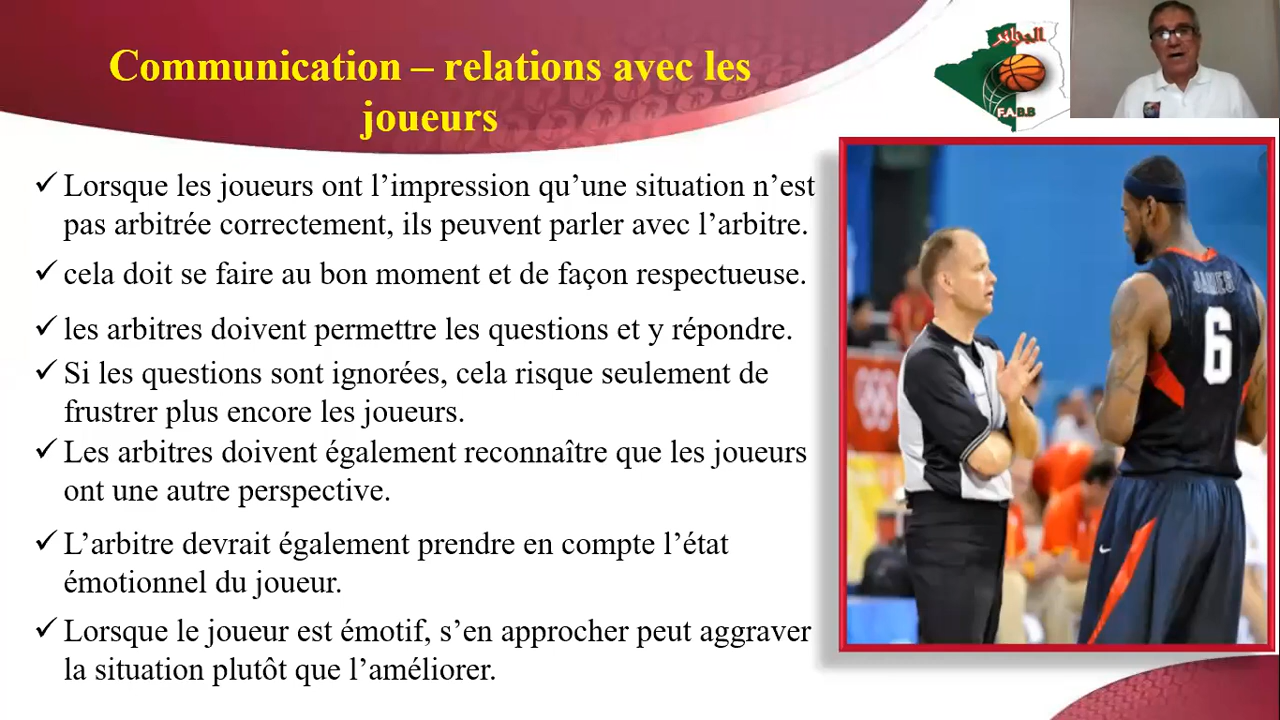 Communication – relations avec les
joueurs
الجزائر
F.A.B.B
✓ Lorsque les joueurs ont l’impression qu’une situation n’est
pas arbitrée correctement, ils peuvent parler avec l’arbitre.
✓ cela doit se faire au bon moment et de façon respectueuse.
✓ les arbitres doivent permettre les questions et y répondre.
✓ Si les questions sont ignorées, cela risque seulement de
frustrer plus encore les joueurs.
✓ Les arbitres doivent également reconnaître que les joueurs
ont une autre perspective.
✓ L’arbitre devrait également prendre en compte l’état
émotionnel du joueur.
✓ Lorsque le joueur est émotif, s’en approcher peut aggraver
la situation plutôt que l’améliorer.
JAMES
6